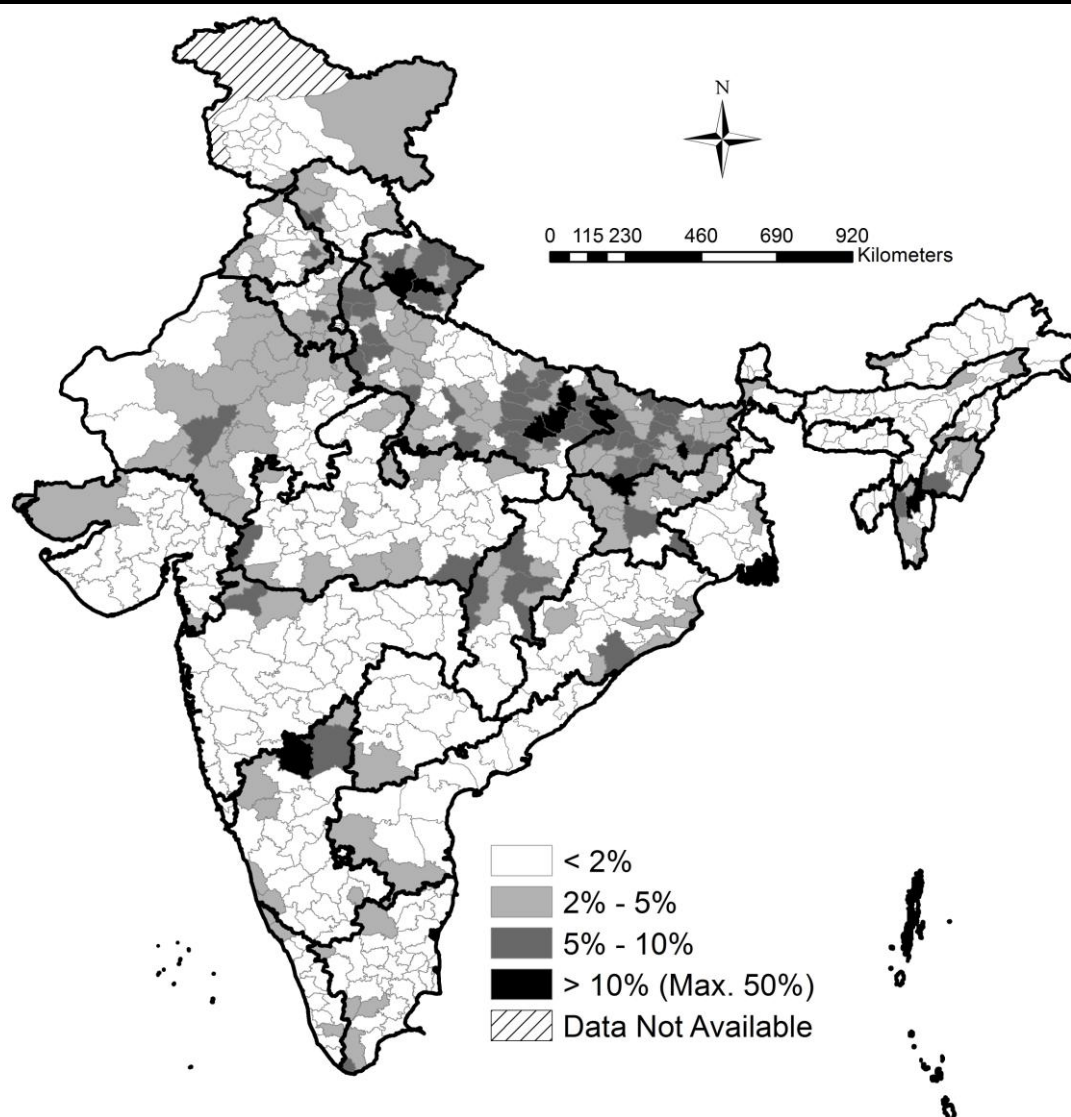 N
0 115 230 460 690 920
Kilometers
< 2%
2% - 5%
5% - 10%
> 10% (Max. 50%)
Data Not Available